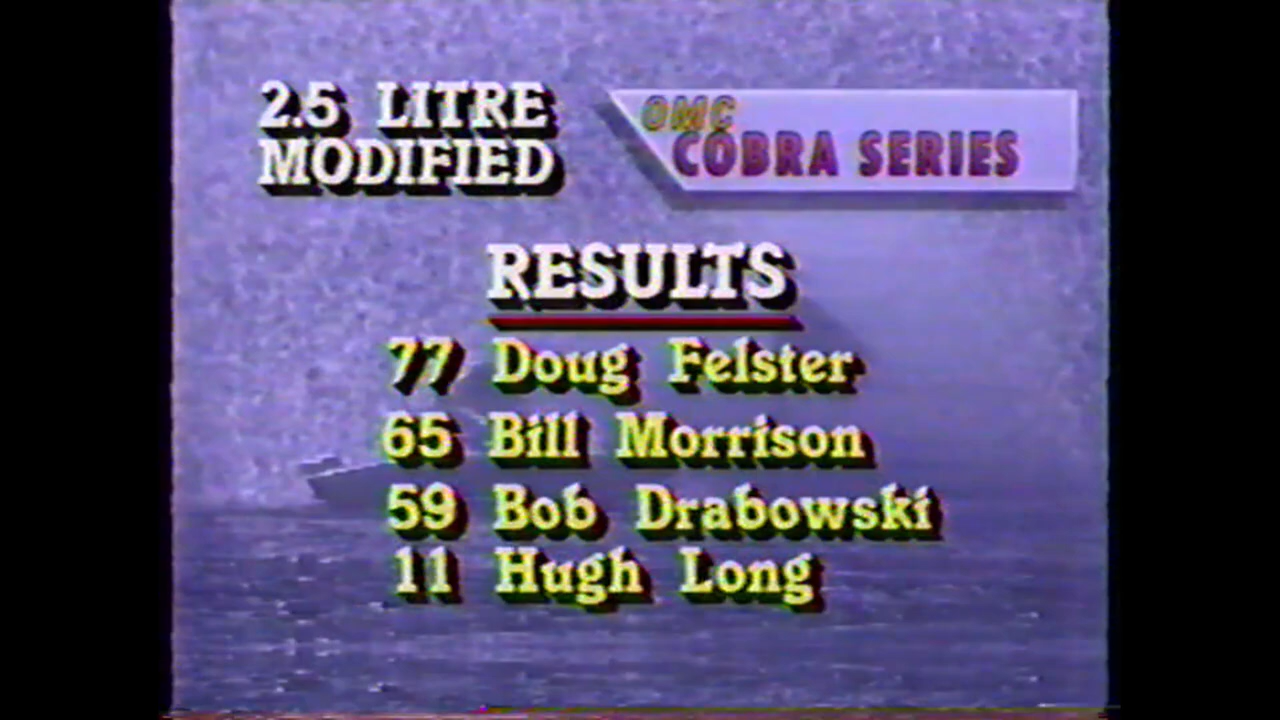 2.5 LITRE
MODIFIED
OMC
COBRA SERIES
RESULTS
77 Doug Felster
65 Bill Morrison
59 Bob Drabowski
11 Hugh Long